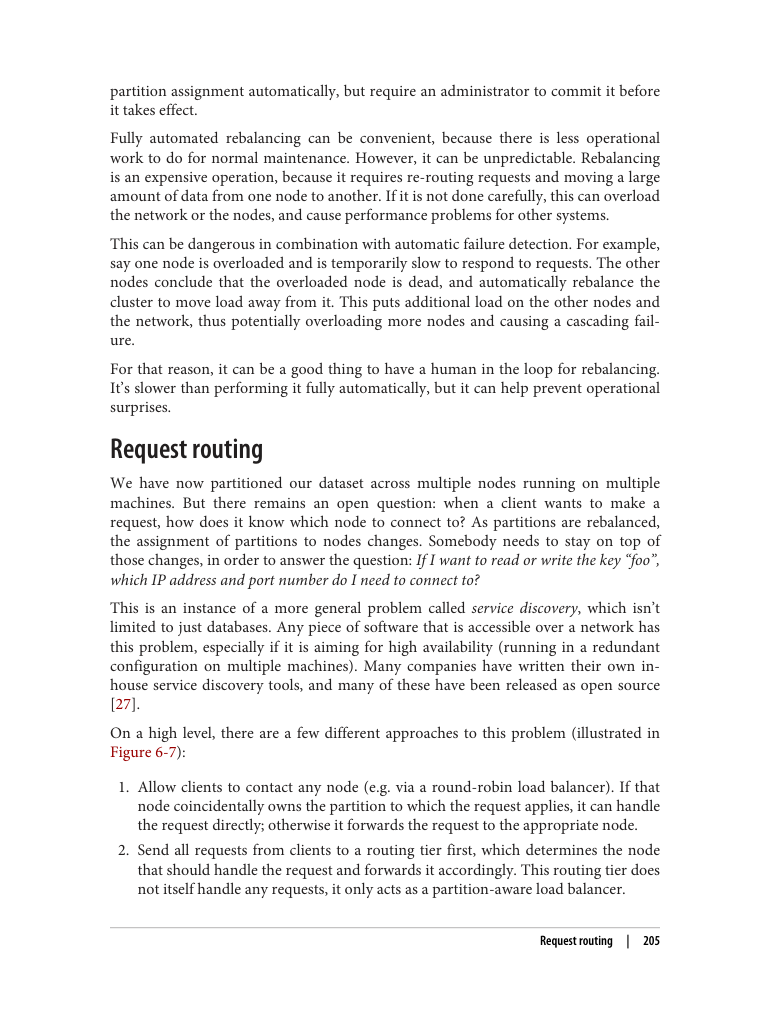 partition assignment automatically, but require an administrator to commit it before
it takes effect.
Fully automated rebalancing can be convenient, because there is less operational
work to do for normal maintenance. However, it can be unpredictable. Rebalancing
is an expensive operation, because it requires re-routing requests and moving a large
amount of data from one node to another. If it is not done carefully, this can overload
the network or the nodes, and cause performance problems for other systems.
This can be dangerous in combination with automatic failure detection. For example,
say one node is overloaded and is temporarily slow to respond to requests. The other
nodes conclude that the overloaded node is dead, and automatically rebalance the
cluster to move load away from it. This puts additional load on the other nodes and
the network, thus potentially overloading more nodes and causing a cascading fail-
ure.
For that reason, it can be a good thing to have a human in the loop for rebalancing.
It’s slower than performing it fully automatically, but it can help prevent operational
surprises.
Request routing
We have now partitioned our dataset across multiple nodes running on multiple
machines. But there remains an open question: when a client wants to make a
request, how does it know which node to connect to? As partitions are rebalanced,
the assignment of partitions to nodes changes. Somebody needs to stay on top of
those changes, in order to answer the question: If I want to read or write the key “foo”,
which IP address and port number do I need to connect to?
This is an instance of a more general problem called service discovery, which isn’t
limited to just databases. Any piece of software that is accessible over a network has
this problem, especially if it is aiming for high availability (running in a redundant
configuration on multiple machines). Many companies have written their own in-
house service discovery tools, and many of these have been released as open source
[27].
On a high level, there are a few different approaches to this problem (illustrated in
Figure 6-7):
1. Allow clients to contact any node (e.g. via a round-robin load balancer). If that
node coincidentally owns the partition to which the request applies, it can handle
the request directly; otherwise it forwards the request to the appropriate node.
2. Send all requests from clients to a routing tier first, which determines the node
that should handle the request and forwards it accordingly. This routing tier does
not itself handle any requests, it only acts as a partition-aware load balancer.
Request routing | 205